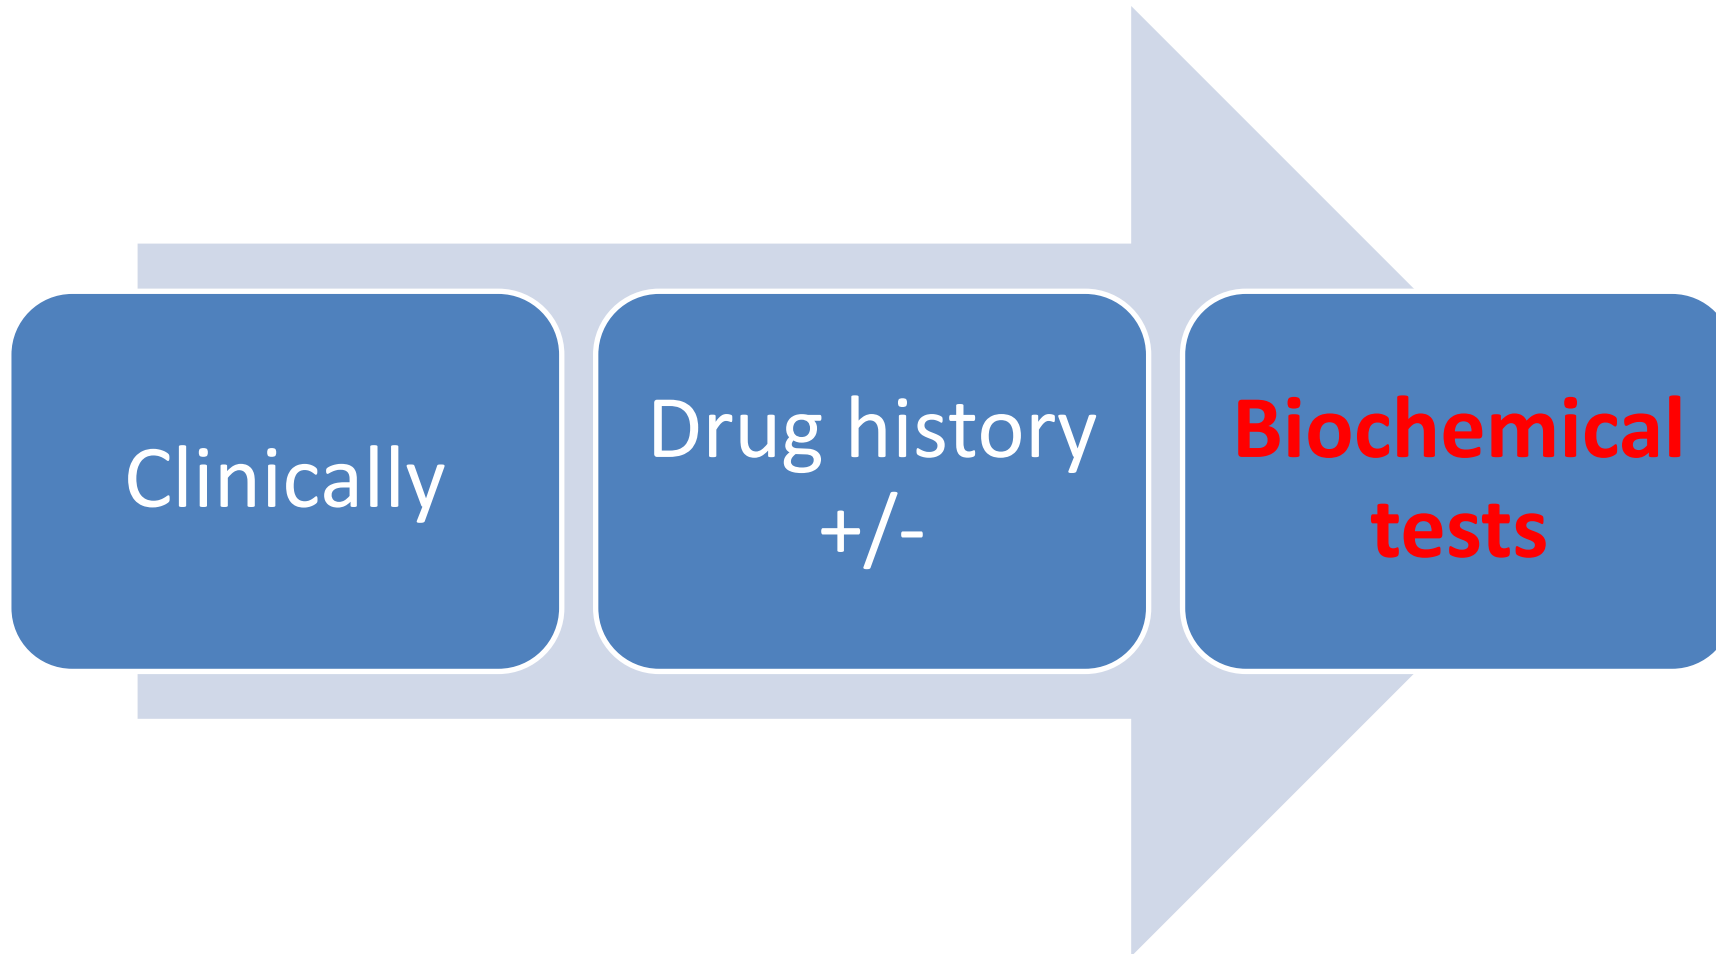 Clinically
Drug history
+/-
Biochemical
tests